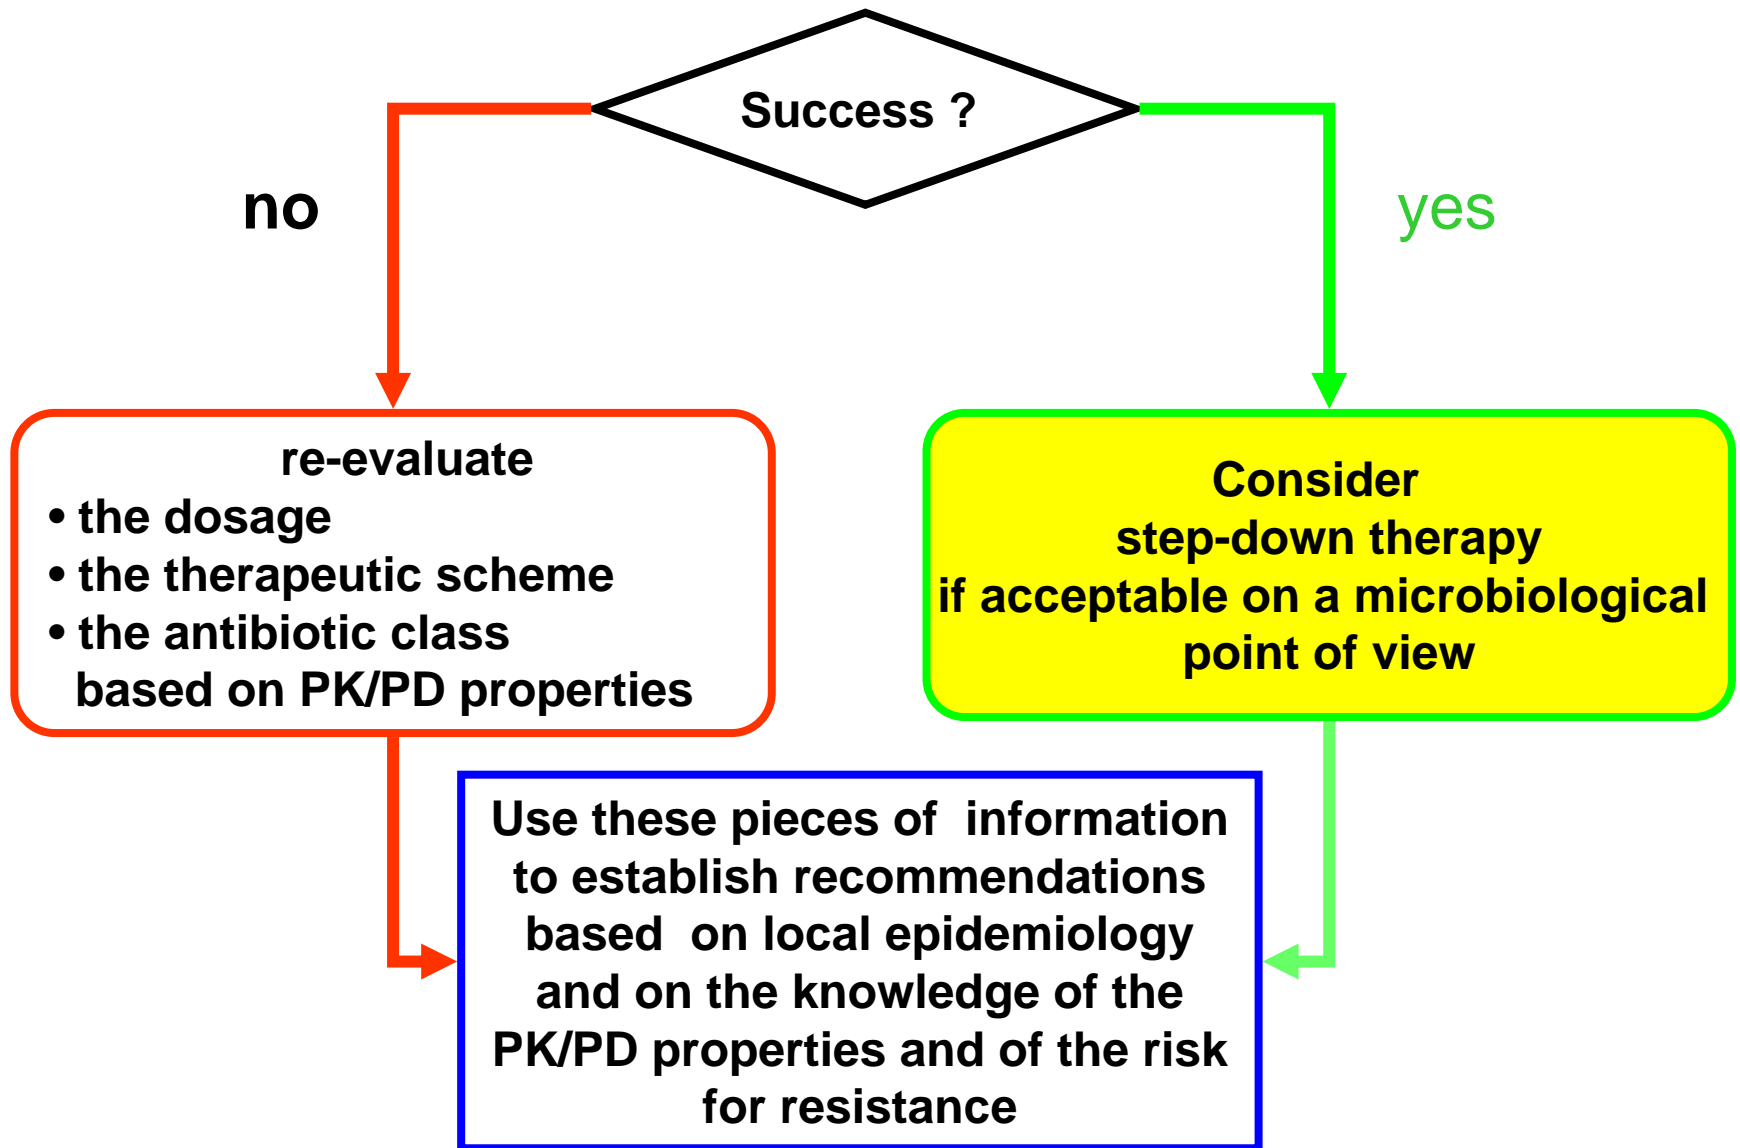 Success ?
no
yes
re-evaluate
• the dosage
• the therapeutic scheme
• the antibiotic class
based on PK/PD properties
Consider
step-down therapy
if acceptable on a microbiological
point of view
Use these pieces of  information
to establish recommendations
based  on local epidemiology
and on the knowledge of the
PK/PD properties and of the risk
for resistance